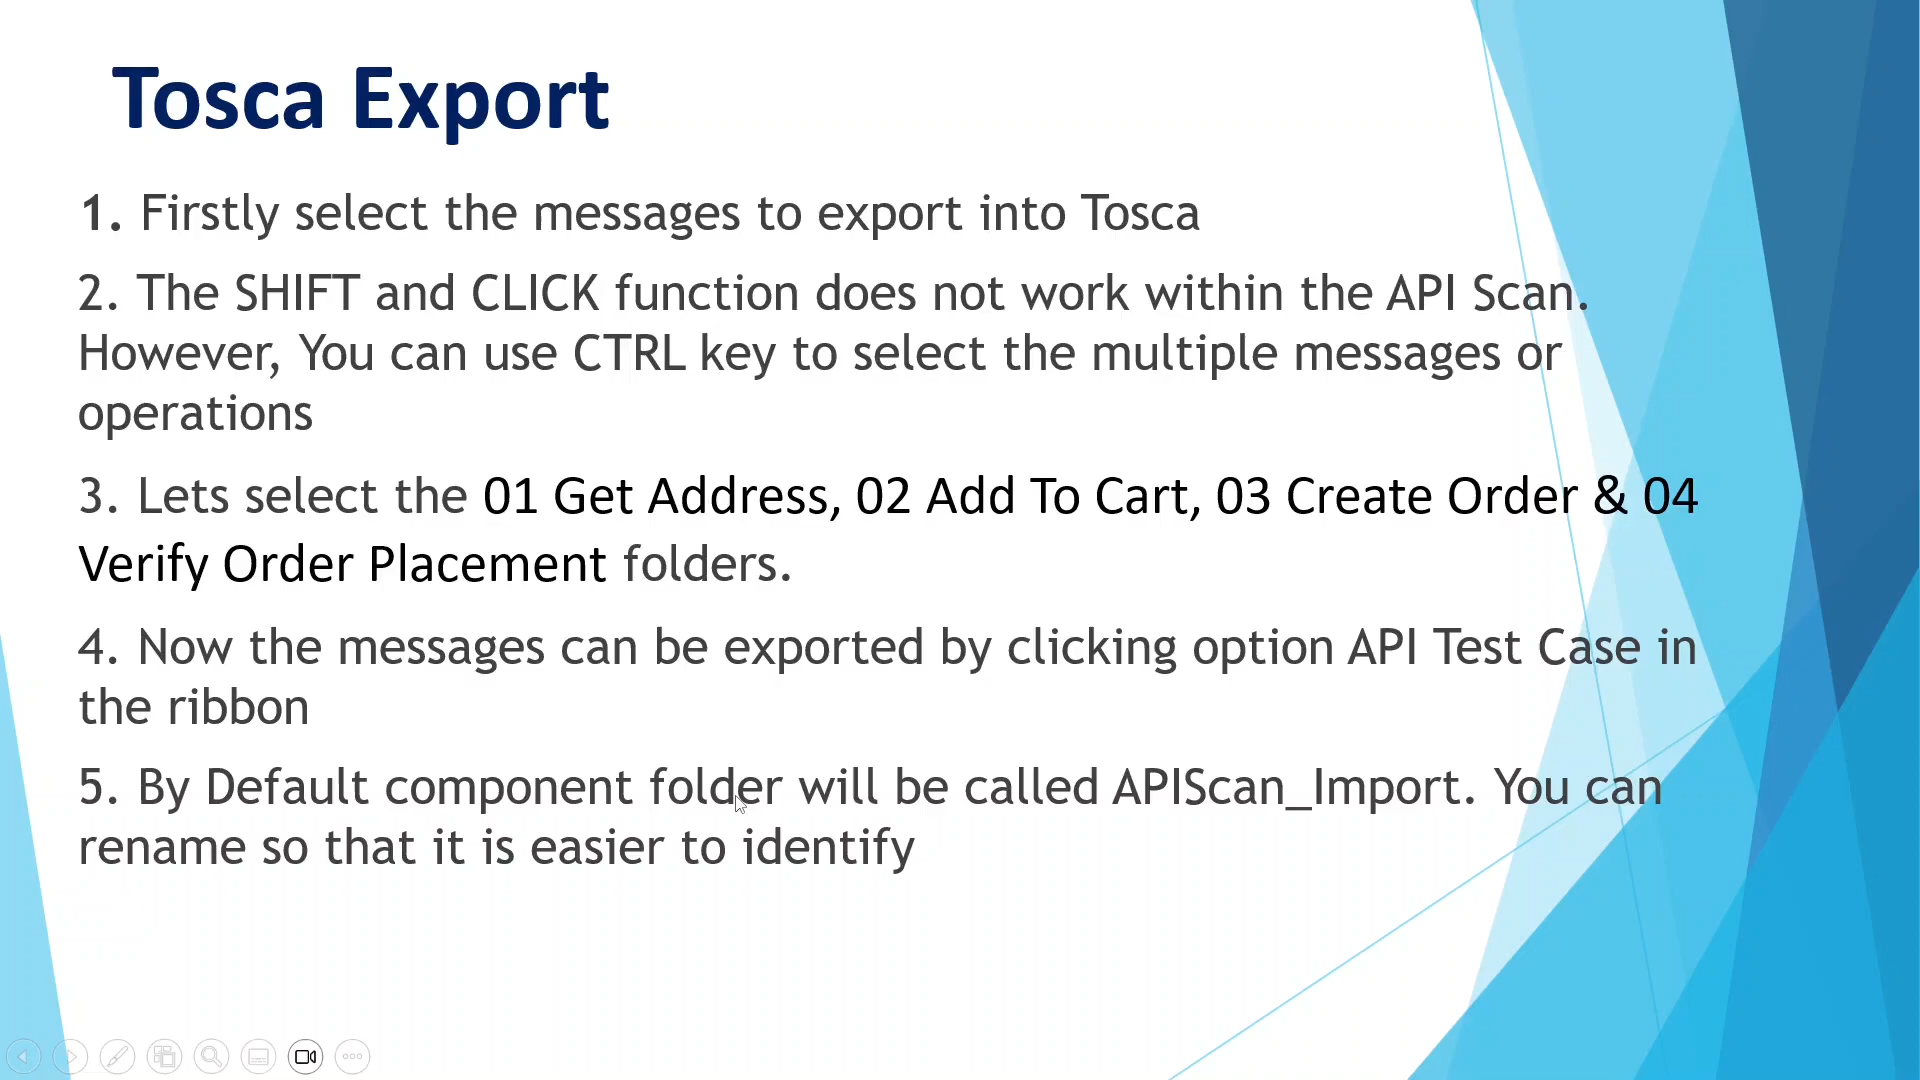 Tosca Export
1. Firstly select the messages to export into Tosca
2. The SHIFT and CLICK function does not work within the API Scan.
However, You can use CTRL key to select the multiple messages or
operations
3. Lets select the 01 Get Address, 02 Add To Cart, 03 Create Order & 04
Verify Order Placement folders.
4. Now the messages can be exported by clicking option API Test Case in
the ribbon
5. By Default component folder will be called APIScan_Import. You can
rename so that it is easier to identify